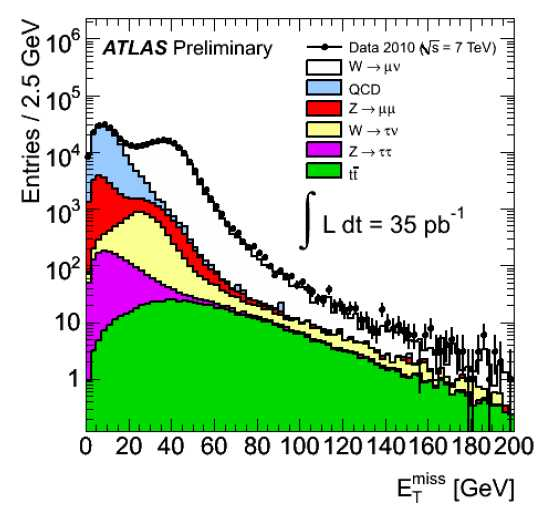 ATLAS Preliminary
Data 2010 (√s = 7 TeV)
W → μν
QCD
Z → μμ
W → τν
Z → ττ
tt̄
∫ L dt = 35 pb⁻¹
Entries / 2.5 GeV
10⁶
10⁵
10⁴
10³
10²
10
1
0 20 40 60 80 100 120 140 160 180 200
E_T^miss [GeV]